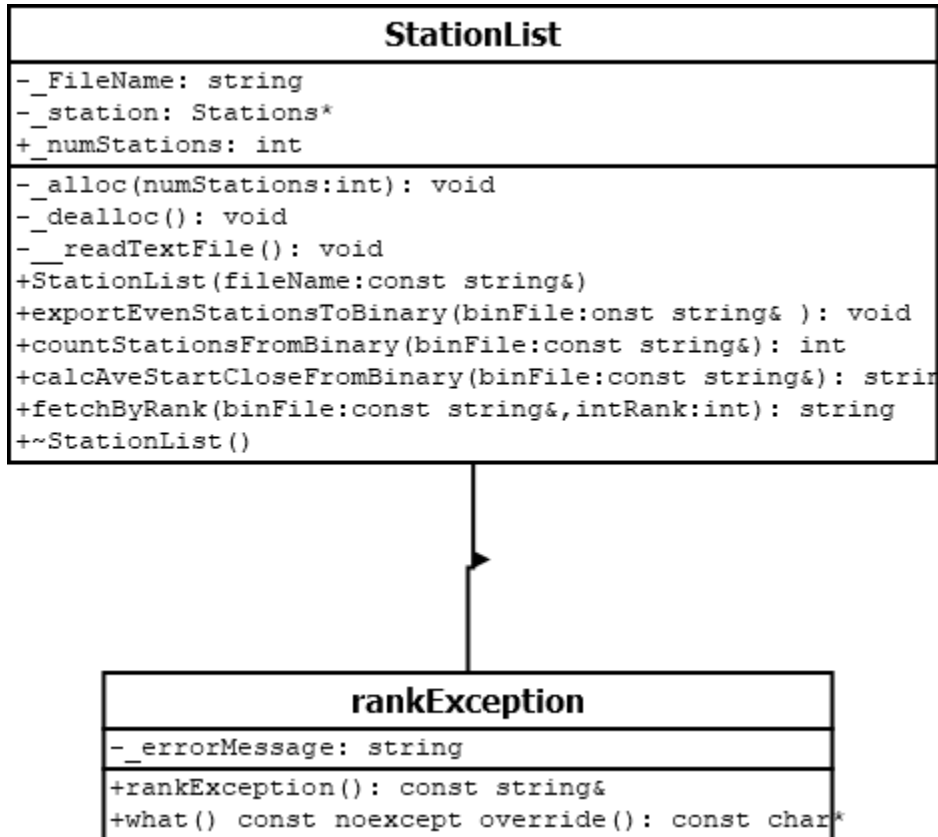 StationList
-_FileName: string
-_station: Stations*
+_numStations: int
-_alloc(numStations:int): void
-_dealloc(): void
-__readTextFile(): void
+StationList(fileName:const string&)
+exportEvenStationsToBinary(binFile:onst string& ): void
+countStationsFromBinary(binFile:const string&): int
+calcAveStartCloseFromBinary(binFile:const string&): strin
+fetchByRank(binFile:const string&,intRank:int): string
+~StationList()
rankException
-_errorMessage: string
+rankException(): const string&
+what() const noexcept override(): const char*